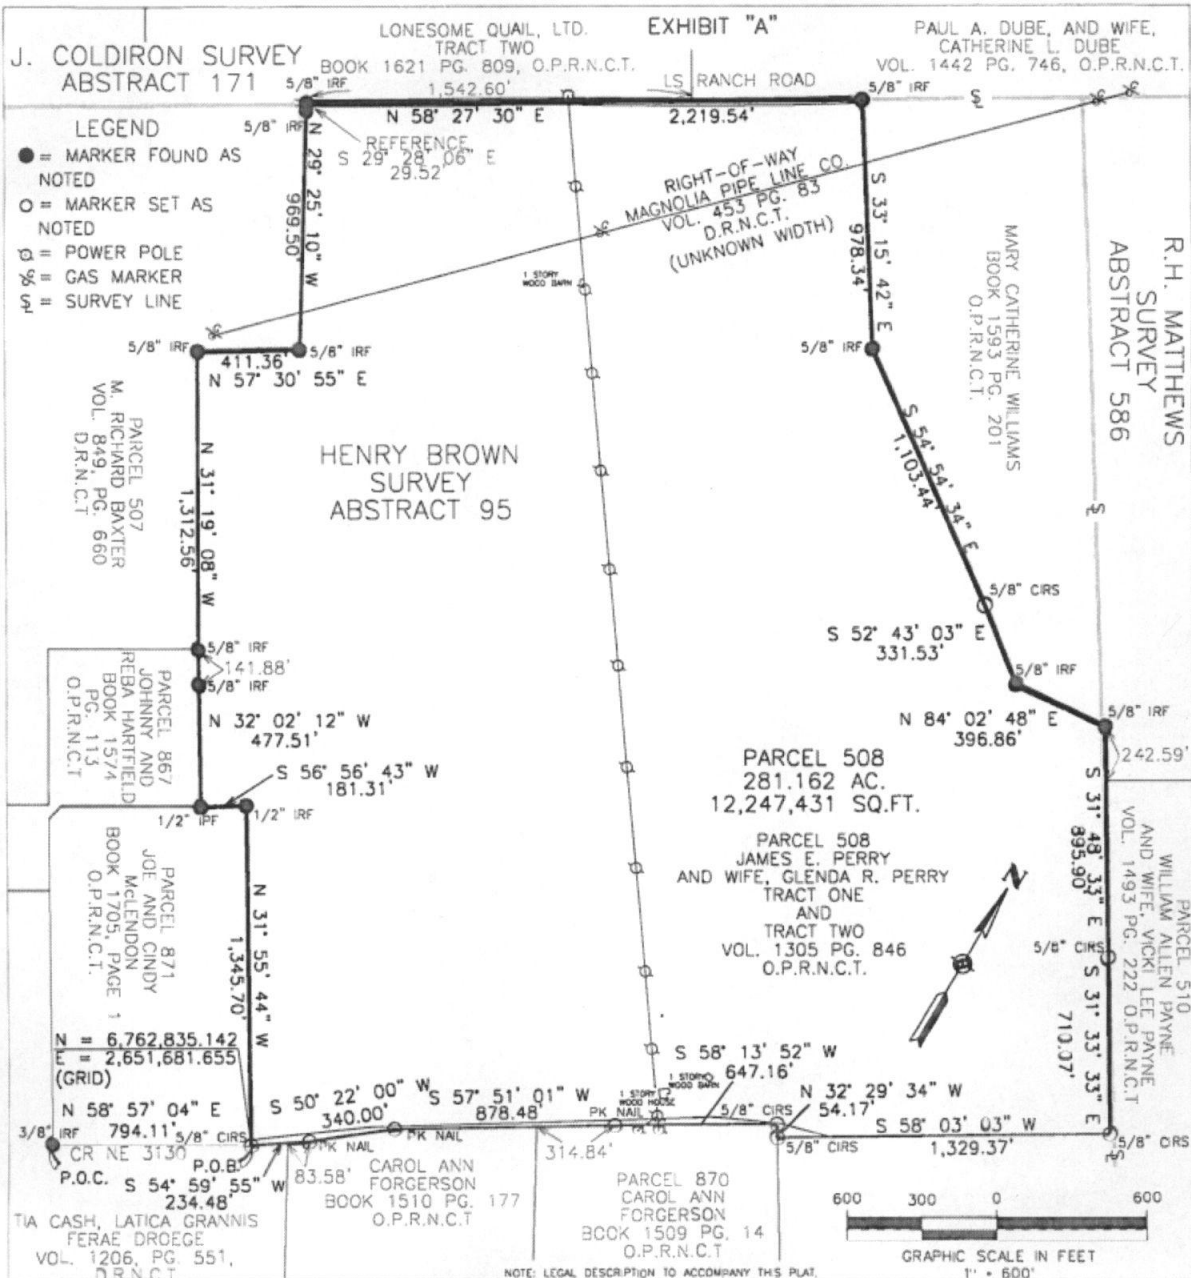 EXHIBIT "A"
J. COLDIRON SURVEY
ABSTRACT 171
LONESOME QUAIL, LTD.
TRACT TWO
BOOK 1621 PG. 809, O.P.R.N.C.T.
1,542.60'
PAUL A. DUBE, AND WIFE,
CATHERINE L. DUBE
VOL. 1442 PG. 746, O.P.R.N.C.T.
LS RANCH ROAD
5/8" IRF
5/8" IRF
5/8" IRF
N 58° 27' 30" E
2,219.54'
REFERENCE
S 29° 28' 06" E
29.52'
LEGEND
= MARKER FOUND AS
NOTED
= MARKER SET AS
NOTED
= POWER POLE
= GAS MARKER
= SURVEY LINE
N 29° 25' 10" W
969.50'
RIGHT-OF-WAY
MAGNOLIA PIPE LINE CO.
VOL. 453 PG. 83
D.R.N.C.T.
(UNKNOWN WIDTH)
S 33° 15' 42" E
978.34'
1 STORY
WOOD BARN
MARY CATHERINE WILLIAMS
BOOK 1593 PG. 201
O.P.R.N.C.T.
R.H. MATTHEWS
SURVEY
ABSTRACT 586
5/8" IRF
5/8" IRF
411.36'
N 57° 30' 55" E
5/8" IRF
PARCEL 507
M. RICHARD BAXTER
VOL. 849, PG. 660
D.R.N.C.T
N 31° 19' 08" W
1,312.56'
HENRY BROWN
SURVEY
ABSTRACT 95
S 54° 54' 34" E
1,103.44'
5/8" CIRS
S 52° 43' 03" E
331.53'
5/8" IRF
5/8" IRF
141.88'
5/8" IRF
N 84° 02' 48" E
396.86'
5/8" IRF
242.59'
PARCEL 867
JOHNNY AND
REBA HARTFIELD
BOOK 1574
PG. 113
O.P.R.N.C.T
N 32° 02' 12" W
477.51'
S 56° 56' 43" W
181.31'
1/2" IPF
1/2" IRF
PARCEL 508
281.162 AC.
12,247,431 SQ.FT.
PARCEL 508
JAMES E. PERRY
AND WIFE, GLENDA R. PERRY
TRACT ONE
AND
TRACT TWO
VOL. 1305 PG. 846
O.P.R.N.C.T.
N
S 31° 48' 33" E
895.90'
5/8" CIRS
S 31° 33' 33" E
710.07'
PARCEL 510
WILLIAM ALLEN PAYNE
AND WIFE, VICKI LEE PAYNE
VOL. 1493 PG. 222 O.P.R.N.C.T
PARCEL 871
JOE AND CINDY
McLENDON
BOOK 1705, PAGE 1
O.P.R.N.C.T.
N 31° 55' 44" W
1,345.70'
N = 6,762,835.142
E = 2,651,681.655
(GRID)
N 58° 57' 04" E
794.11'
3/8" IRF
5/8" CIRS
CR NE 3130
P.O.B.
P.O.C.
S 54° 59' 55" W
234.48'
S 50° 22' 00" W
340.00'
PK NAIL
PK NAIL
83.58'
S 57° 51' 01" W
878.48'
PK NAIL
1 STORY
WOOD BARN
1 STORY
WOOD HOUSE
S 58° 13' 52" W
647.16'
5/8" CIRS
N 32° 29' 34" W
54.17'
5/8" CIRS
S 58° 03' 03" W
1,329.37'
5/8" CIRS
314.84'
TIA CASH, LATICA GRANNIS
FERAE DROEGE
VOL. 1206, PG. 551,
D.R.N.C.T.
CAROL ANN
FORGERSON
BOOK 1510 PG. 177
O.P.R.N.C.T
PARCEL 870
CAROL ANN
FORGERSON
BOOK 1509 PG. 14
O.P.R.N.C.T
600 300 0 600
GRAPHIC SCALE IN FEET
1" = 600'
NOTE: LEGAL DESCRIPTION TO ACCOMPANY THIS PLAT.